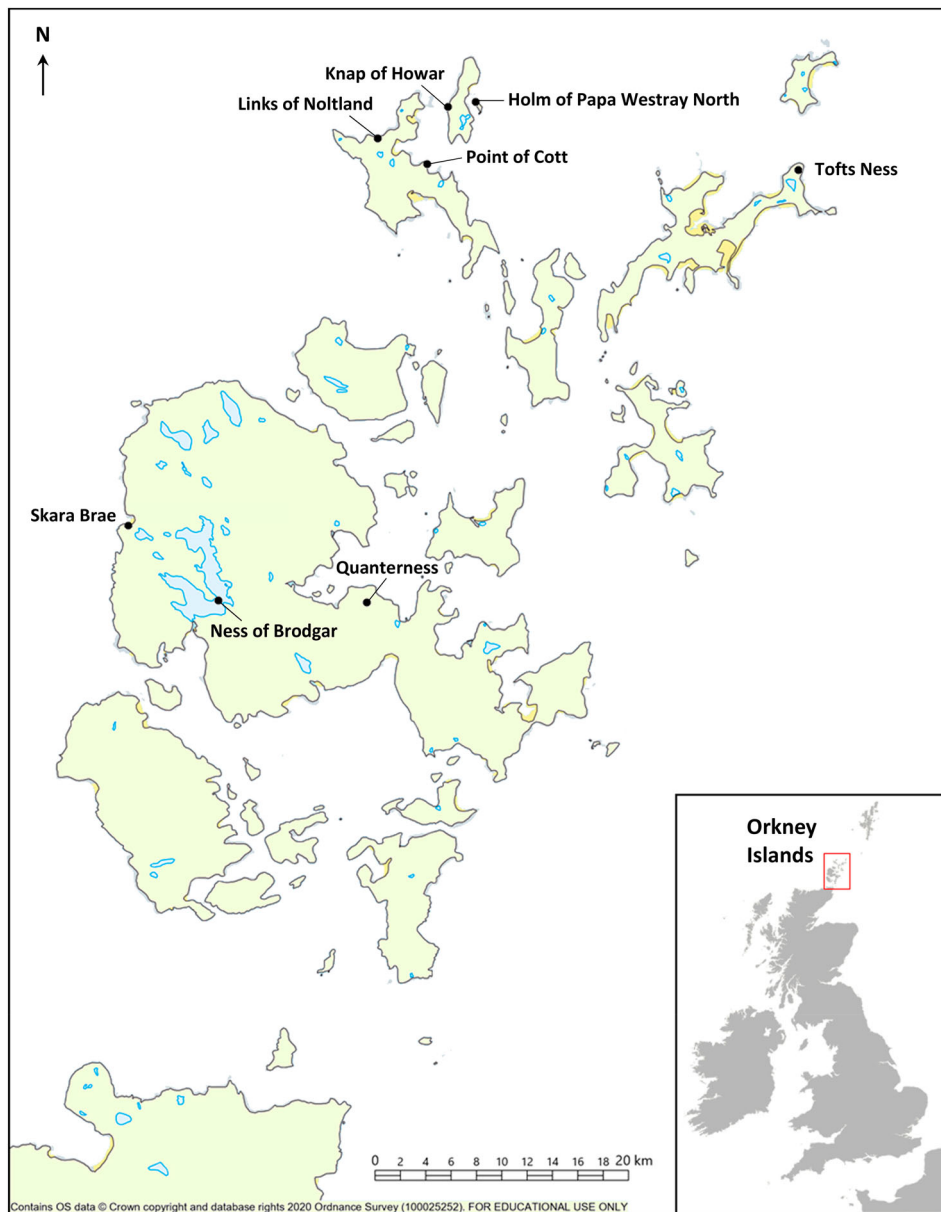 N
Knap of Howar
Links of Noltland
Holm of Papa Westray North
Point of Cott
Tofts Ness
Skara Brae
Quanterness
Ness of Brodgar
Orkney
Islands
0 2 4 6 8 10 12 14 16 18 20 km
Contains OS data © Crown copyright and database rights 2020 Ordnance Survey (100025252). FOR EDUCATIONAL USE ONLY